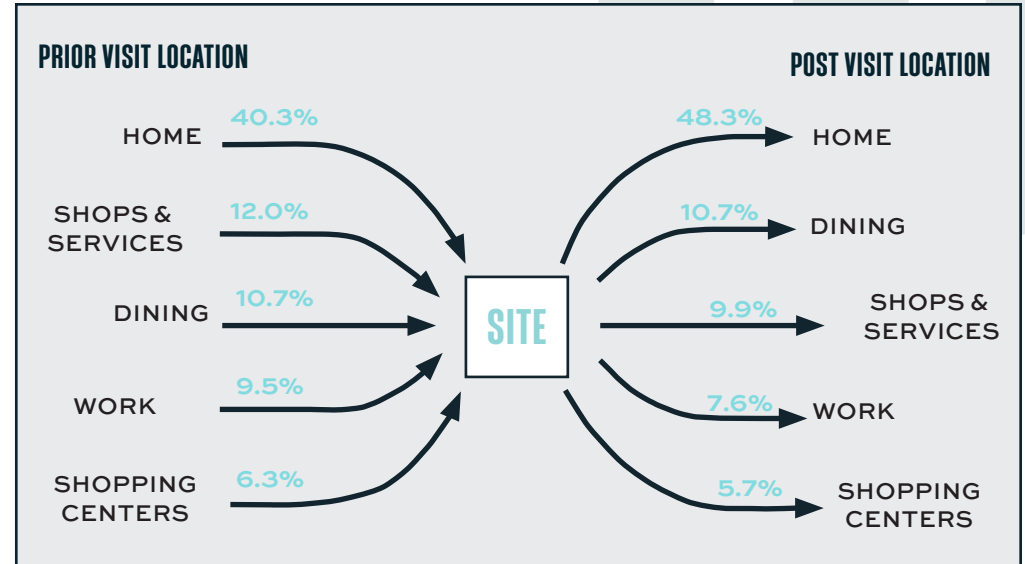 PRIOR VISIT LOCATION
40.3%
HOME
12.0%
SHOPS &
SERVICES
10.7%
DINING
9.5%
WORK
6.3%
SHOPPING
CENTERS
SITE
POST VISIT LOCATION
48.3%
HOME
10.7%
DINING
9.9%
SHOPS &
SERVICES
7.6%
WORK
5.7%
SHOPPING
CENTERS